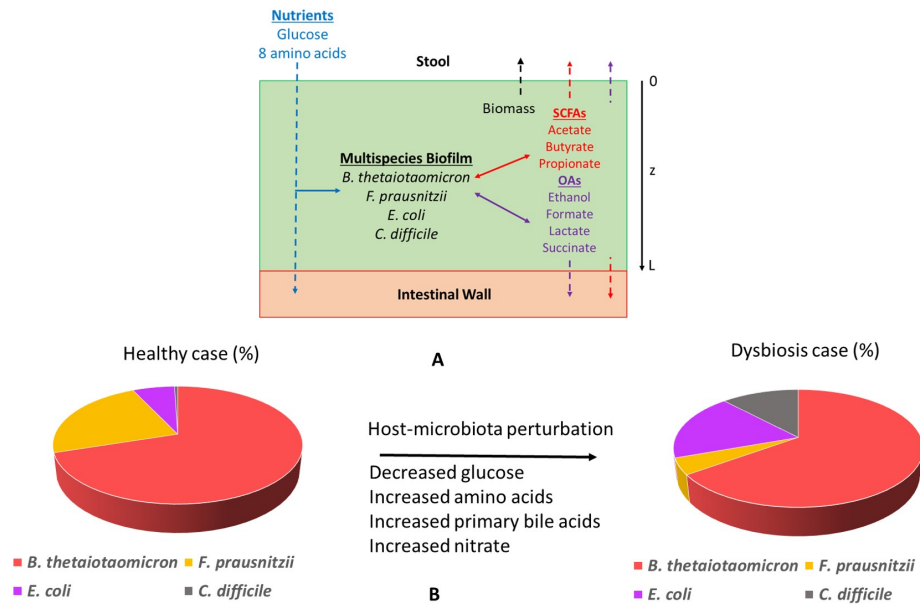 Nutrients
Glucose
8 amino acids
Stool
0
Biomass
SCFAs
Acetate
Butyrate
Propionate
Multispecies Biofilm
B. thetaiotaomicron
F. prausnitzii
E. coli
C. difficile
OAs
Ethanol
Formate
Lactate
Succinate
z
L
Intestinal Wall
A
Healthy case (%)
Dysbiosis case (%)
Host-microbiota perturbation
Decreased glucose
Increased amino acids
Increased primary bile acids
Increased nitrate
B. thetaiotaomicron
F. prausnitzii
E. coli
C. difficile
B. thetaiotaomicron
F. prausnitzii
E. coli
C. difficile
B